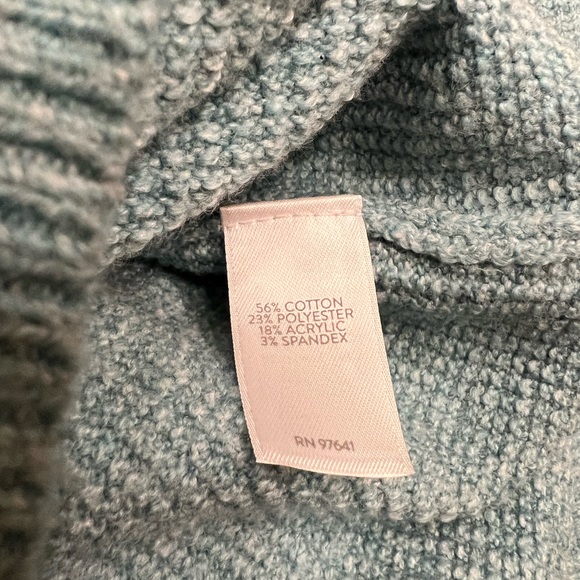 56% COTTON
23% POLYESTER
18% ACRYLIC
3% SPANDEX
RN 97641